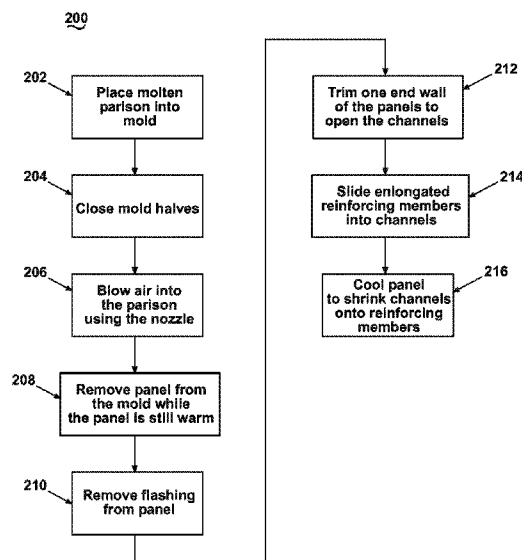 200
202
Place molten
parison into
mold
204
Close mold halves
206
Blow air into
the parison
using the nozzle
208
Remove panel from
the mold while
the panel is still warm
210
Remove flashing
from panel
212
Trim one end wall
of the panels to
open the channels
214
Slide enlongated
reinforcing members
into channels
216
Cool panel
to shrink channels
onto reinforcing
members